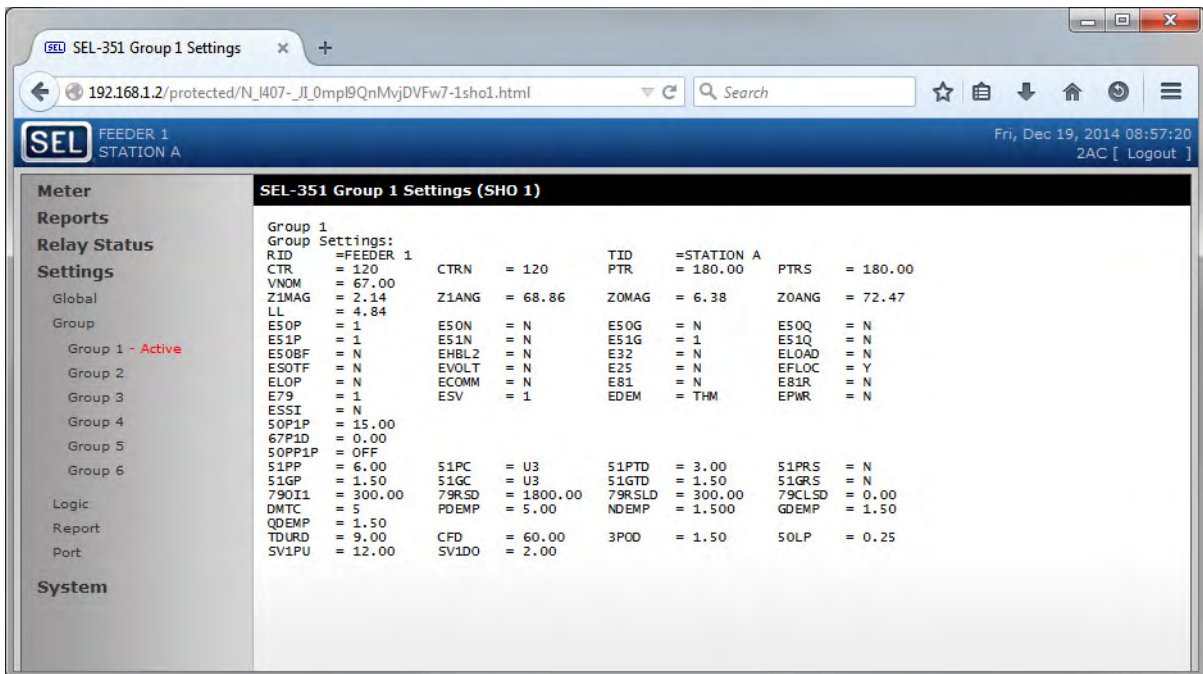 SEL SEL-351 Group 1 Settings
192.168.1.2/protected/N_I407-_JI_0mpI9QnMvjDVFw7-1sho1.html
Search
SEL
FEEDER 1
STATION A
Fri, Dec 19, 2014 08:57:20
2AC [ Logout ]
Meter
Reports
Relay Status
Settings
Global
Group
Group 1 - Active
Group 2
Group 3
Group 4
Group 5
Group 6
Logic
Report
Port
System
SEL-351 Group 1 Settings (SHO 1)
Group 1
Group Settings:
RID =FEEDER 1 TID =STATION A
CTR = 120 CTRN = 120 PTR = 180.00 PTRS = 180.00
VNOM = 67.00
Z1MAG = 2.14 Z1ANG = 68.86 Z0MAG = 6.38 Z0ANG = 72.47
LL = 4.84
E50P = 1 E50N = N E50G = N E50Q = N
E51P = 1 E51N = N E51G = 1 E51Q = N
E50BF = N EHBL2 = N E32 = N ELOAD = N
ESOTF = N EVOLT = N E25 = N EFLOC = Y
ELOP = N ECOMM = N E81 = N E81R = N
E79 = 1 ESV = 1 EDEM = THM EPWR = N
ESSI = N
50P1P = 15.00
67P1D = 0.00
50PP1P = OFF
51PP = 6.00 51PC = U3 51PTD = 3.00 51PRS = N
51GP = 1.50 51GC = U3 51GTD = 1.50 51GRS = N
79OI1 = 300.00 79RSD = 1800.00 79RSLD = 300.00 79CLSD = 0.00
DMTC = 5 PDEMP = 5.00 NDEMP = 1.500 GDEMP = 1.50
QDEMP = 1.50
TDURD = 9.00 CFD = 60.00 3POD = 1.50 50LP = 0.25
SV1PU = 12.00 SV1DO = 2.00